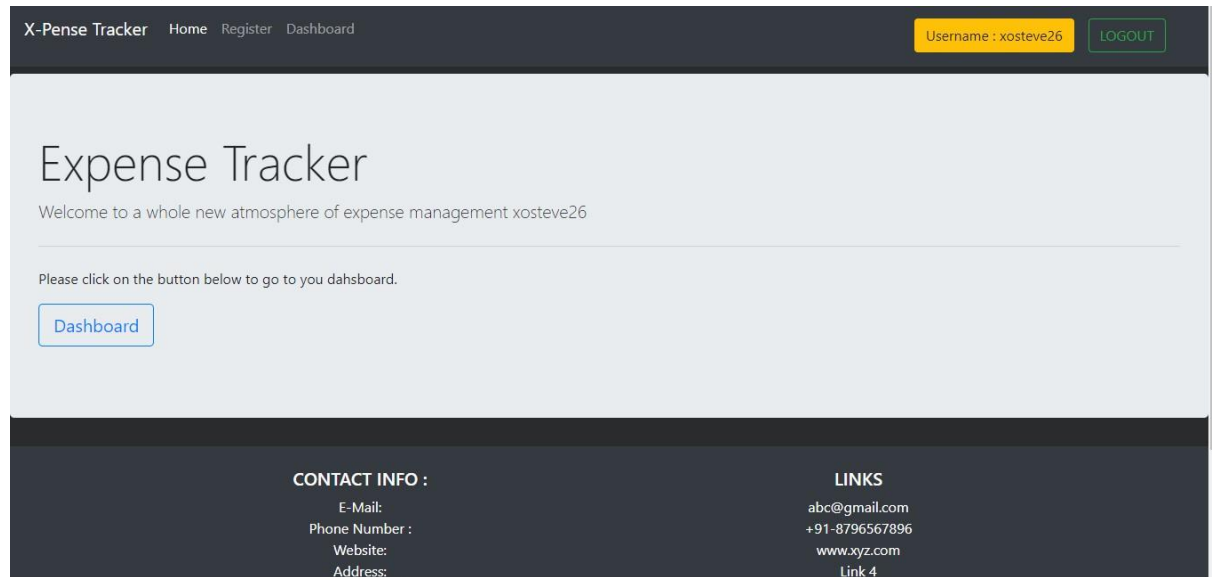 X-Pense Tracker Home Register Dashboard Username : xosteve26 LOGOUT
Expense Tracker
Welcome to a whole new atmosphere of expense management xosteve26
Please click on the button below to go to you dahsboard.
Dashboard
CONTACT INFO :
E-Mail:
Phone Number :
Website:
Address:
LINKS
abc@gmail.com
+91-8796567896
www.xyz.com
Link 4